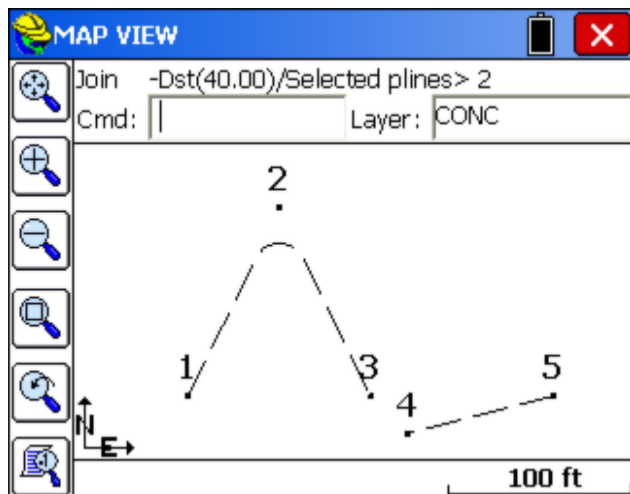 MAP VIEW
Join -Dst(40.00)/Selected plines> 2
Cmd: Layer: CONC
2
1
3
4
5
N
E
100 ft